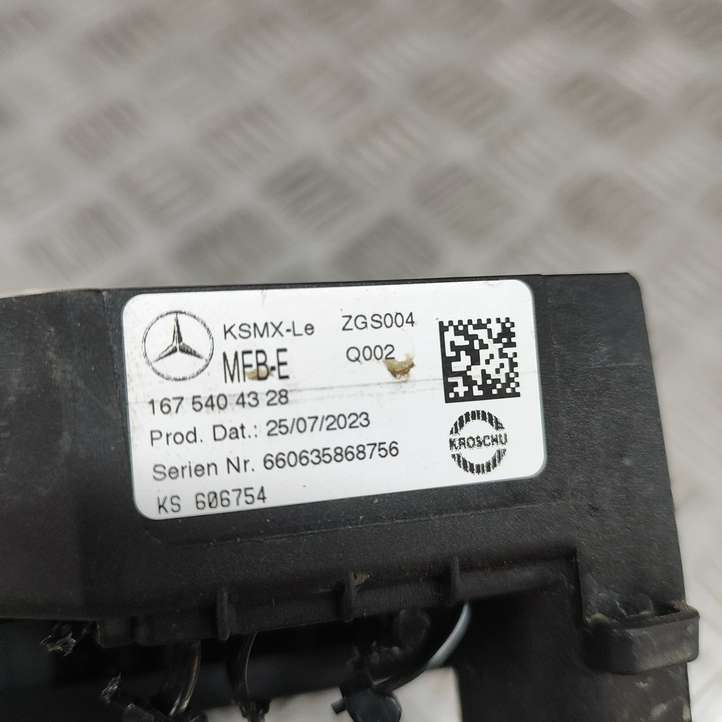 KSMX-Le ZGS004
MFB-E Q002
167 540 43 28
Prod. Dat.: 25/07/2023
Serien Nr. 660635868756
KS 606754
KROSCHU